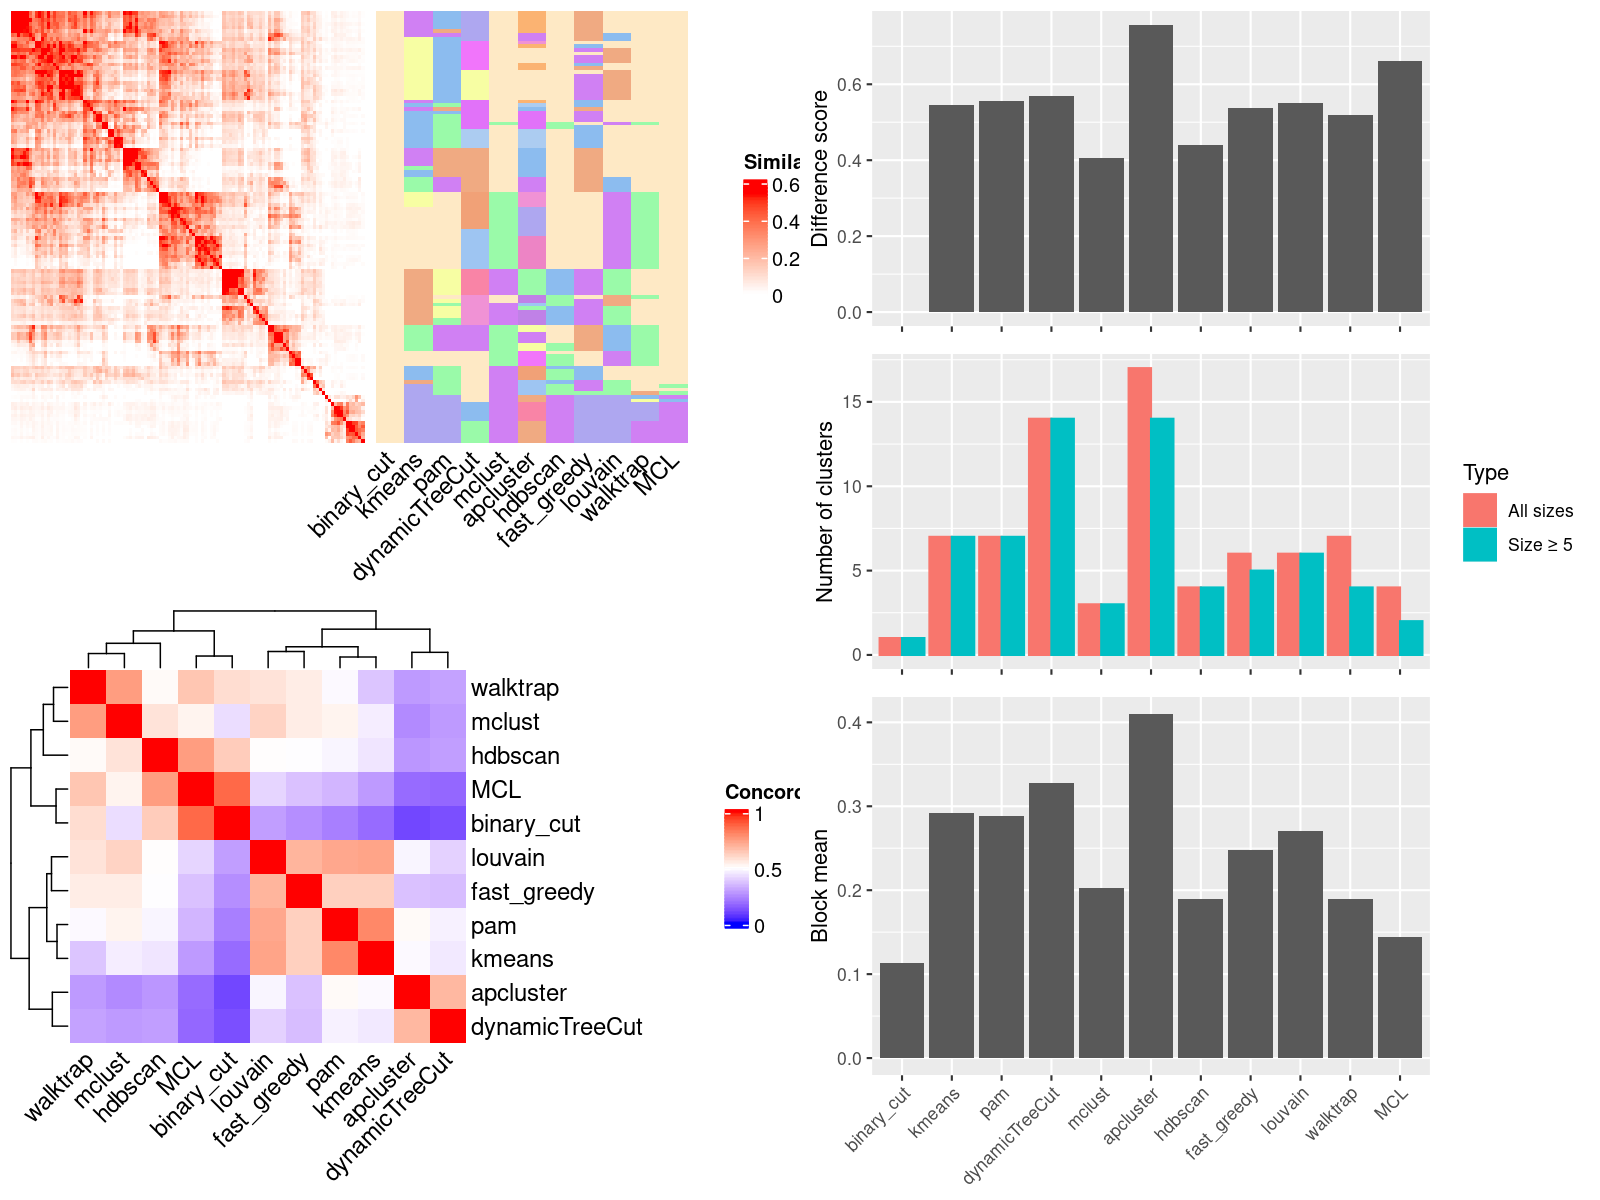 Simila
0.6
0.4
0.2
0
binary_cut
kmeans
pam
dynamicTreeCut
mclust
apcluster
hdbscan
fast_greedy
louvain
walktrap
MCL
walktrap
mclust
hdbscan
MCL
binary_cut
louvain
fast_greedy
pam
kmeans
apcluster
dynamicTreeCut
walktrap
mclust
hdbscan
MCL
binary_cut
louvain
fast_greedy
pam
kmeans
apcluster
dynamicTreeCut
Concord
1
0.5
0
Difference score
0.6
0.4
0.2
0.0
Number of clusters
15
10
5
0
Type
All sizes
Size ≥ 5
Block mean
0.4
0.3
0.2
0.1
0.0
binary_cut
kmeans
pam
dynamicTreeCut
mclust
apcluster
hdbscan
fast_greedy
louvain
walktrap
MCL